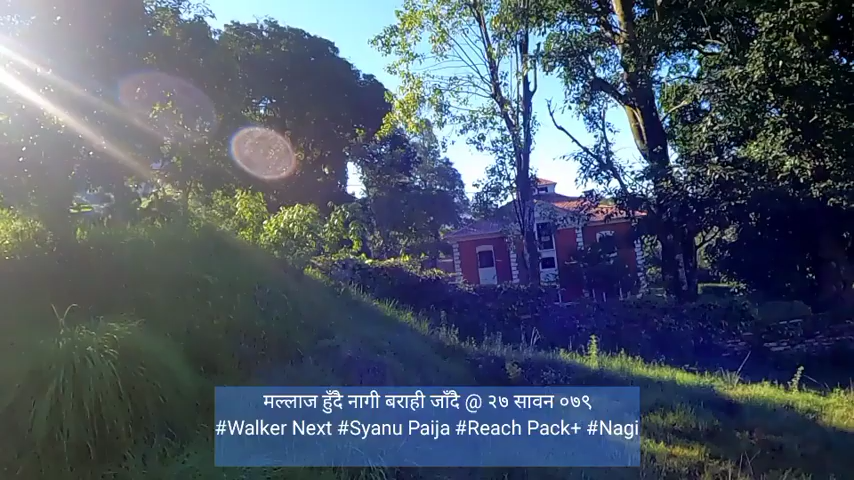 मल्लाज हुँदै नागी बराही जाँदै @ २७ सावन ०७९
#Walker Next #Syanu Paija #Reach Pack+ #Nagi